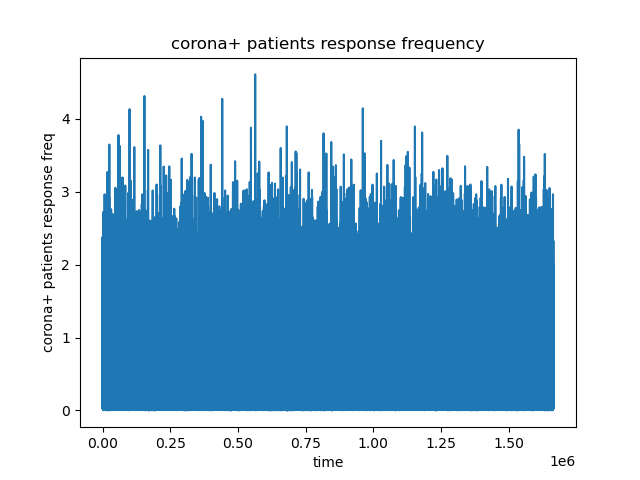 corona+ patients response frequency
corona+ patients response freq
4
3
2
1
0
0.00 0.25 0.50 0.75 1.00 1.25 1.50
1e6
time